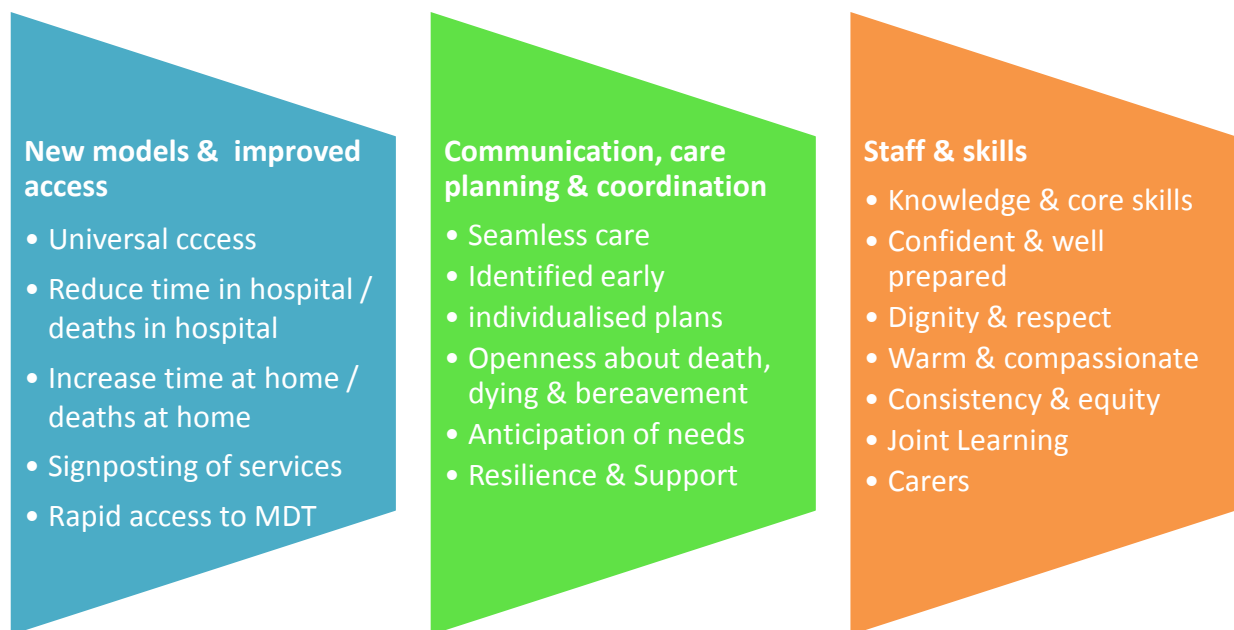 New models & improved
access
• Universal cccess
• Reduce time in hospital /
deaths in hospital
• Increase time at home /
deaths at home
• Signposting of services
• Rapid access to MDT
Communication, care
planning & coordination
• Seamless care
• Identified early
• individualised plans
• Openness about death,
dying & bereavement
• Anticipation of needs
• Resilience & Support
Staff & skills
• Knowledge & core skills
• Confident & well
prepared
• Dignity & respect
• Warm & compassionate
• Consistency & equity
• Joint Learning
• Carers